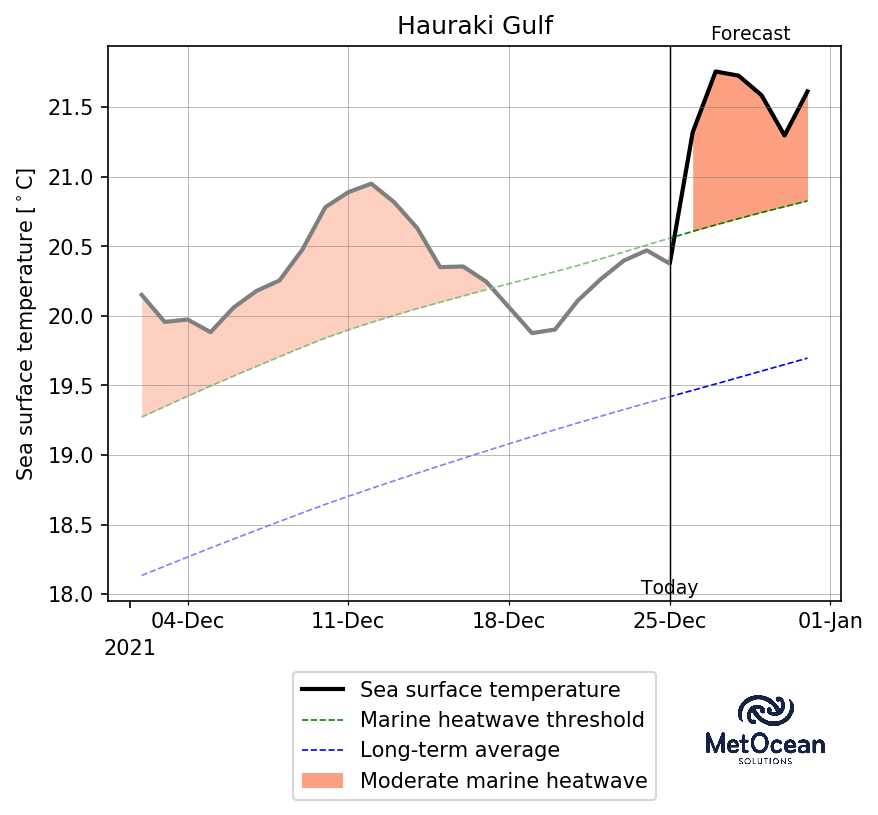 Hauraki Gulf
Forecast
Sea surface temperature [°C]
21.5
21.0
20.5
20.0
19.5
19.0
18.5
18.0
Today
04-Dec 11-Dec 18-Dec 25-Dec 01-Jan
2021
Sea surface temperature
Marine heatwave threshold
Long-term average
Moderate marine heatwave
MetOcean
SOLUTIONS